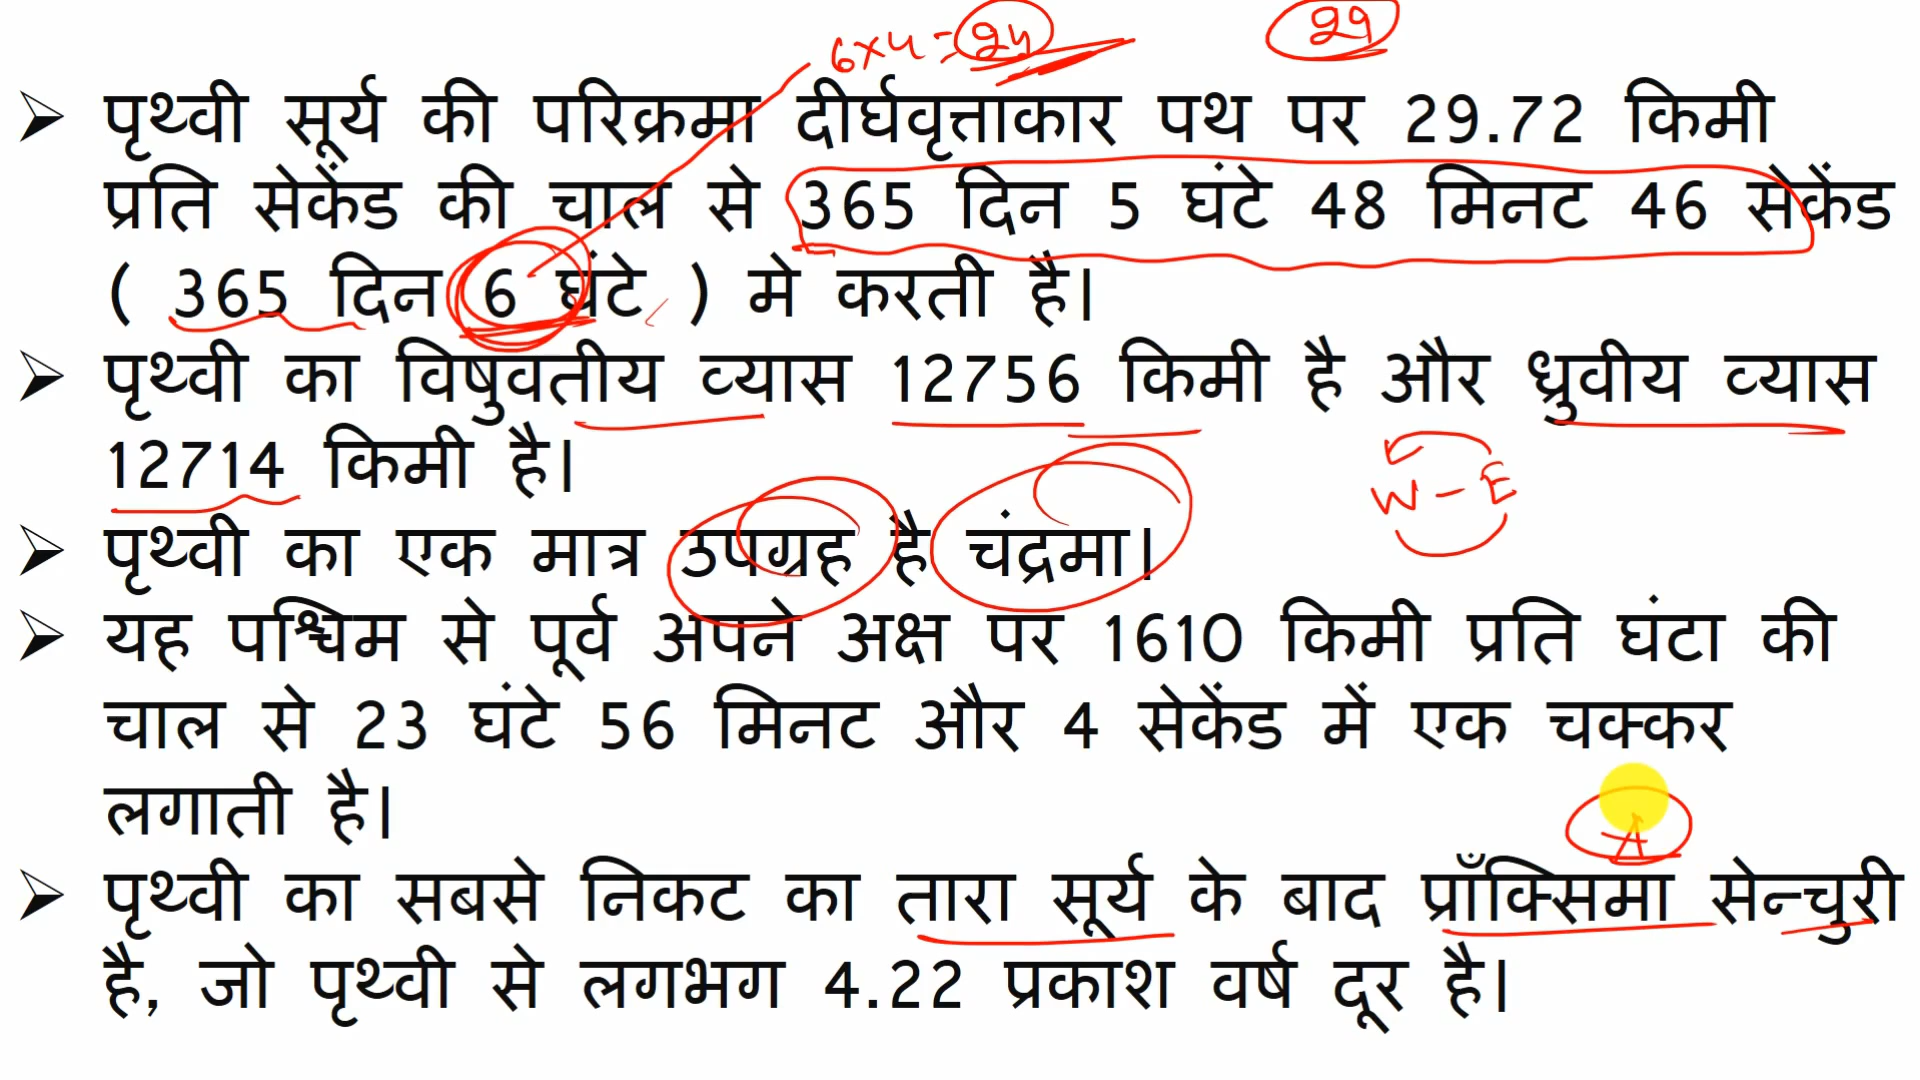 6×4=24 29
➢ पृथ्वी सूर्य की परिक्रमा दीर्घवृत्ताकार पथ पर 29.72 किमी
प्रति सेकेंड की चाल से 365 दिन 5 घंटे 48 मिनट 46 सेकेंड
( 365 दिन 6 घंटे ) मे करती है।
➢ पृथ्वी का विषुवतीय व्यास 12756 किमी है और ध्रुवीय व्यास
12714 किमी है।
W - E
➢ पृथ्वी का एक मात्र उपग्रह है चंद्रमा।
➢ यह पश्चिम से पूर्व अपने अक्ष पर 1610 किमी प्रति घंटा की
चाल से 23 घंटे 56 मिनट और 4 सेकेंड में एक चक्कर
लगाती है।
A
➢ पृथ्वी का सबसे निकट का तारा सूर्य के बाद प्रॉँक्सिमा सेन्चुरी
है, जो पृथ्वी से लगभग 4.22 प्रकाश वर्ष दूर है।